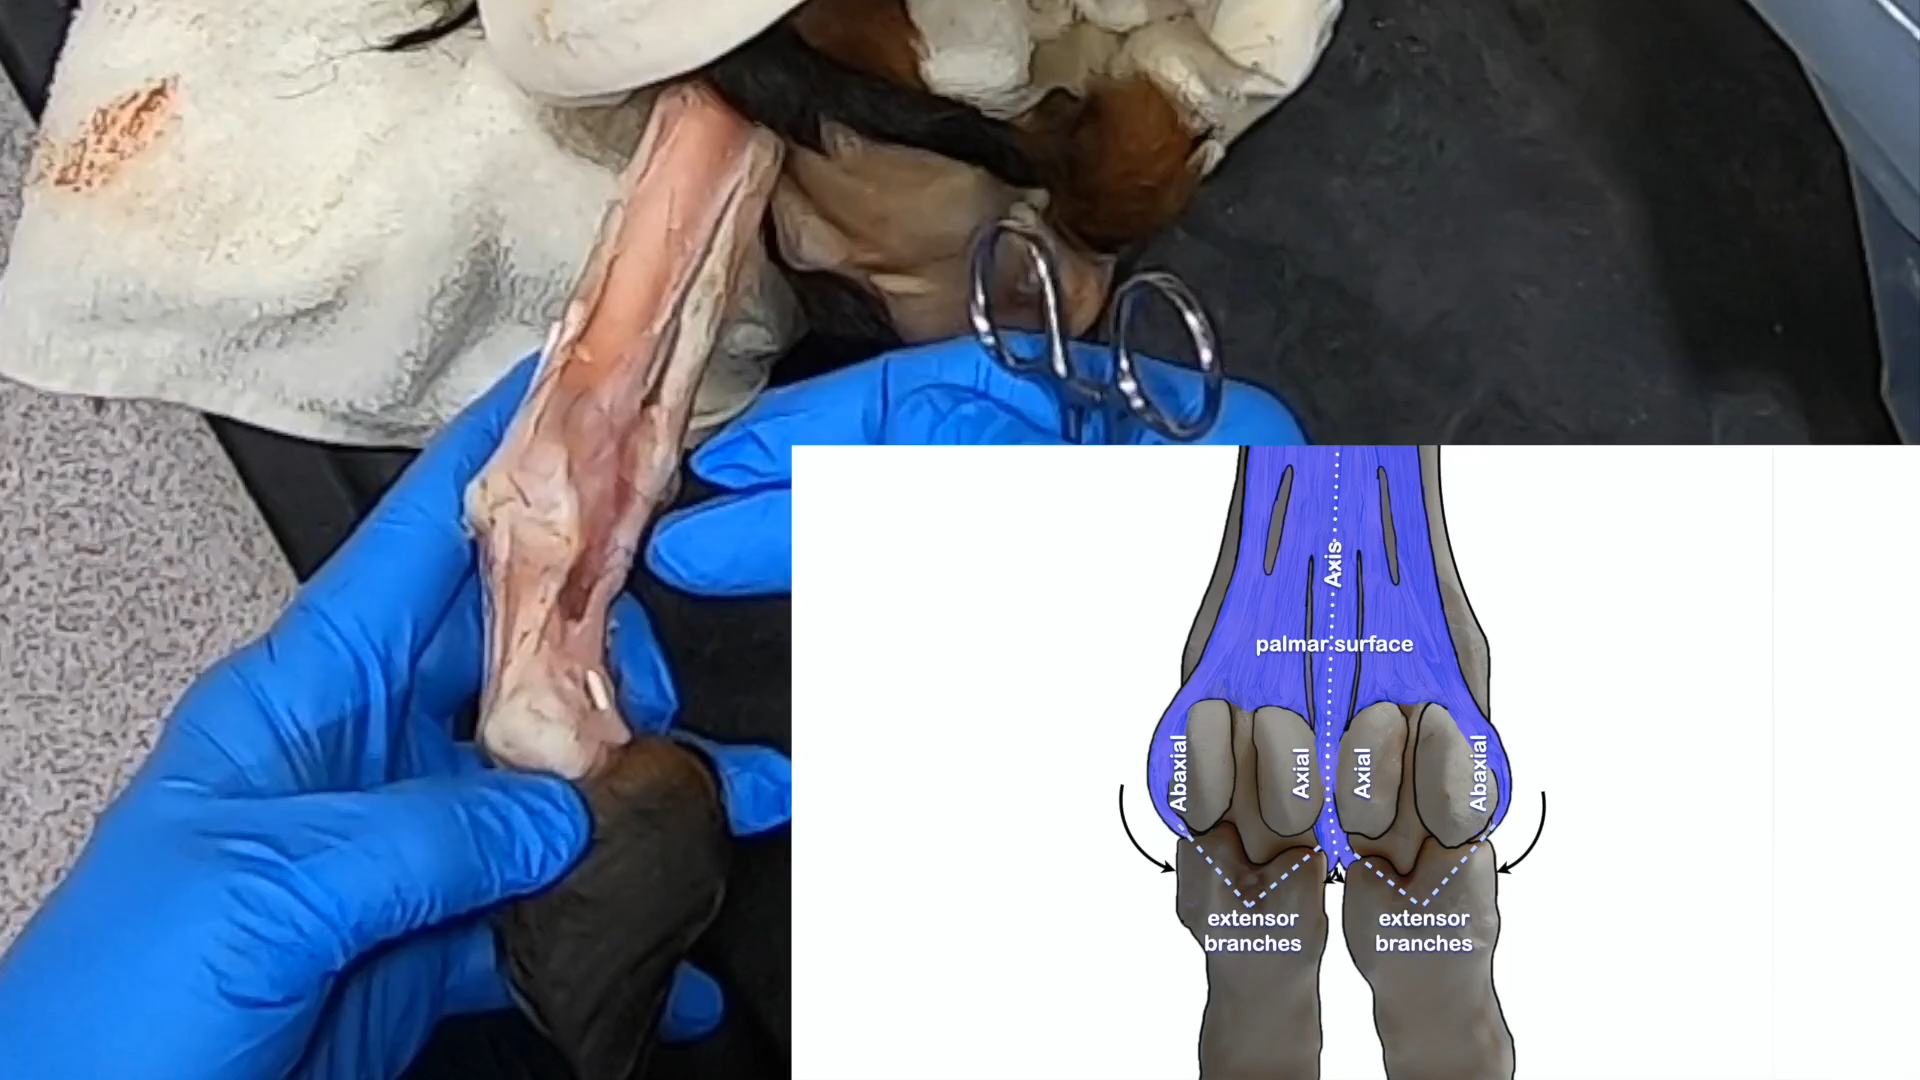 Axis
palmar surface
Abaxial
Axial
Axial
Abaxial
extensor
branches
extensor
branches